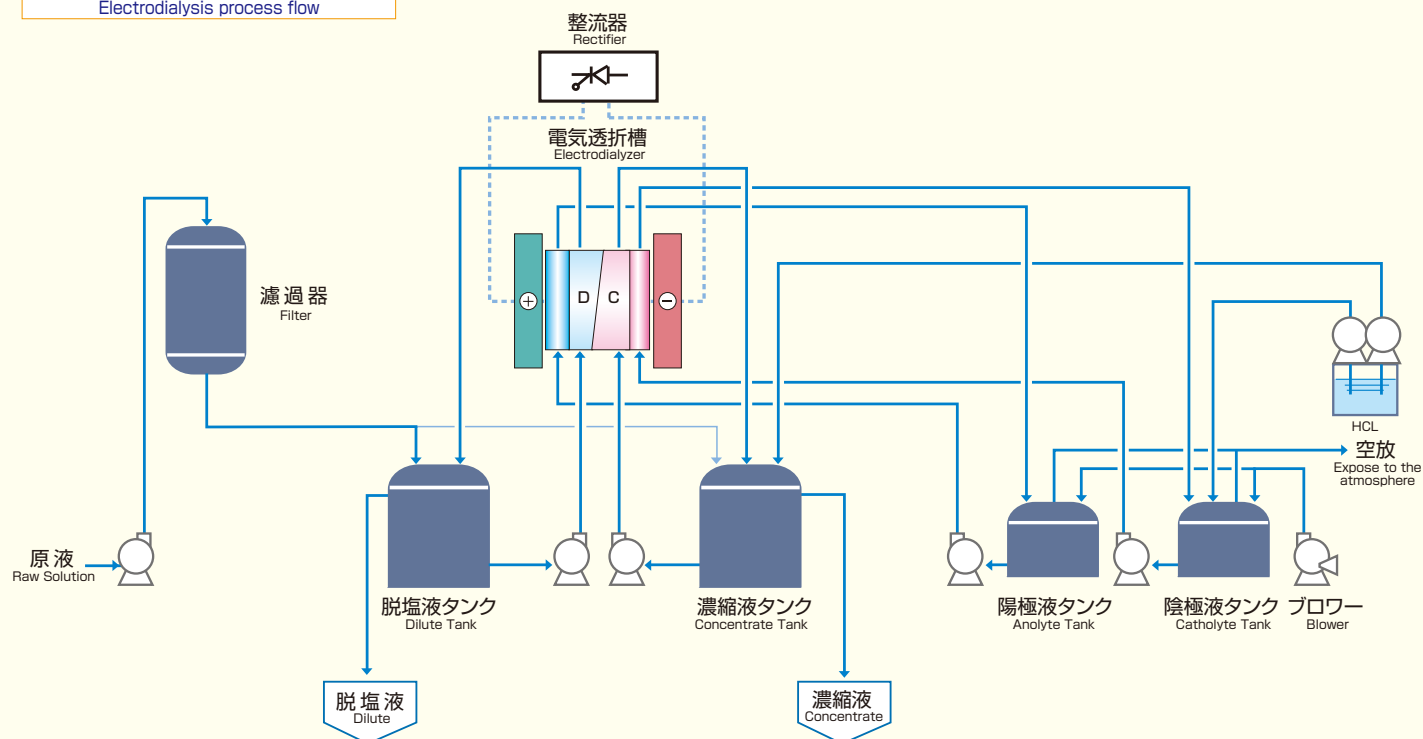 Electrodialysis process flow
整流器
Rectifier
電気透折槽
Electrodialyzer
濾過器
Filter
+
D
C
−
HCL
空放
Expose to the
atmosphere
原液
Raw Solution
脱塩液タンク
Dilute Tank
濃縮液タンク
Concentrate Tank
陽極液タンク
Anolyte Tank
陰極液タンク
Catholyte Tank
ブロワー
Blower
脱塩液
Dilute
濃縮液
Concentrate